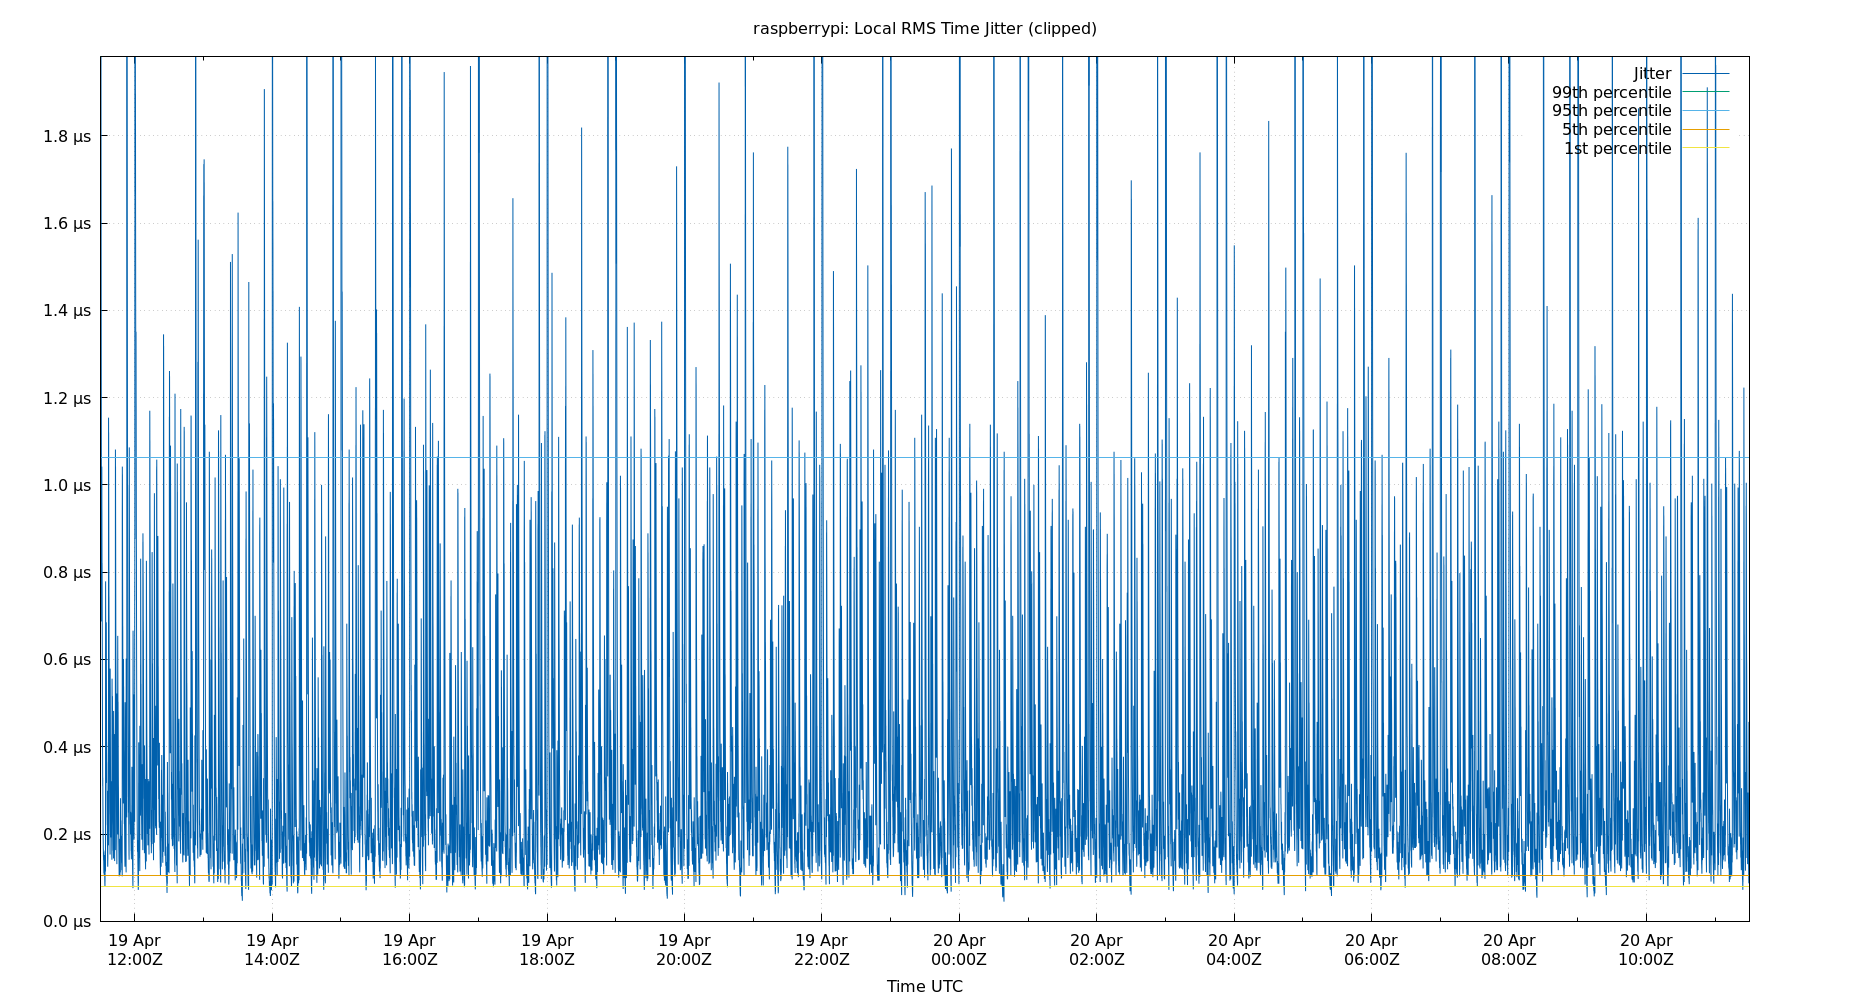 raspberrypi: Local RMS Time Jitter (clipped)
Jitter
99th percentile
95th percentile
5th percentile
1st percentile
1.8 μs
1.6 μs
1.4 μs
1.2 μs
1.0 μs
0.8 μs
0.6 μs
0.4 μs
0.2 μs
0.0 μs
19 Apr 19 Apr 19 Apr 19 Apr 19 Apr 19 Apr 20 Apr 20 Apr 20 Apr 20 Apr 20 Apr 20 Apr
12:00Z 14:00Z 16:00Z 18:00Z 20:00Z 22:00Z 00:00Z 02:00Z 04:00Z 06:00Z 08:00Z 10:00Z
Time UTC